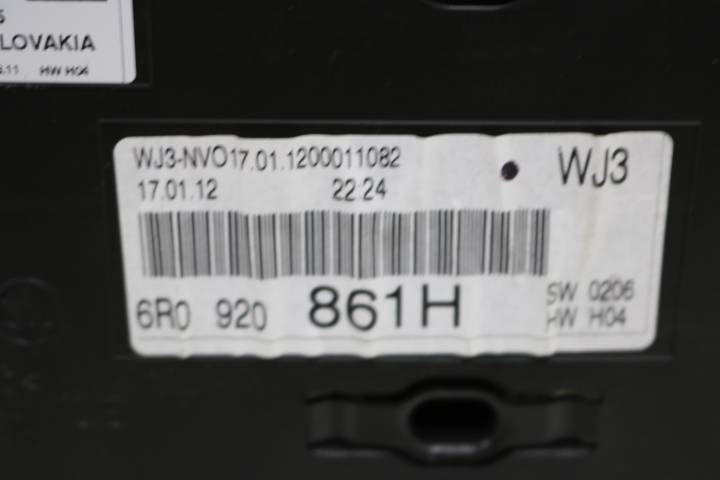 LOVAKIA
HW H04
WJ3-NVO17.01.1200011082
WJ3
17.01.12 22:24
6R0 920 861H
SW 0206
HW H04